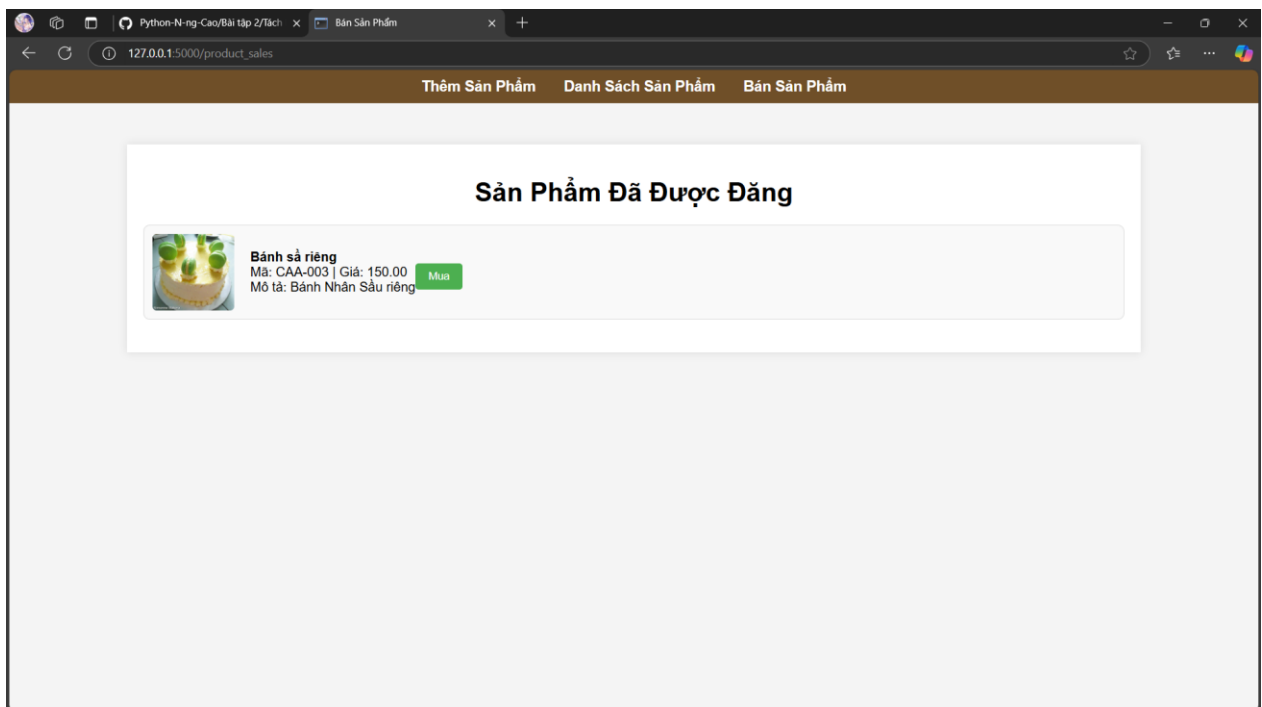 Python-N-ng-Cao/Bài tập 2/Tách
Bán Sản Phẩm
127.0.0.1:5000/product_sales
Thêm Sản Phẩm Danh Sách Sản Phẩm Bán Sản Phẩm
Sản Phẩm Đã Được Đăng
Bánh sầ riêng
Mã: CAA-003 | Giá: 150.00
Mô tả: Bánh Nhân Sầu riêng
Mua